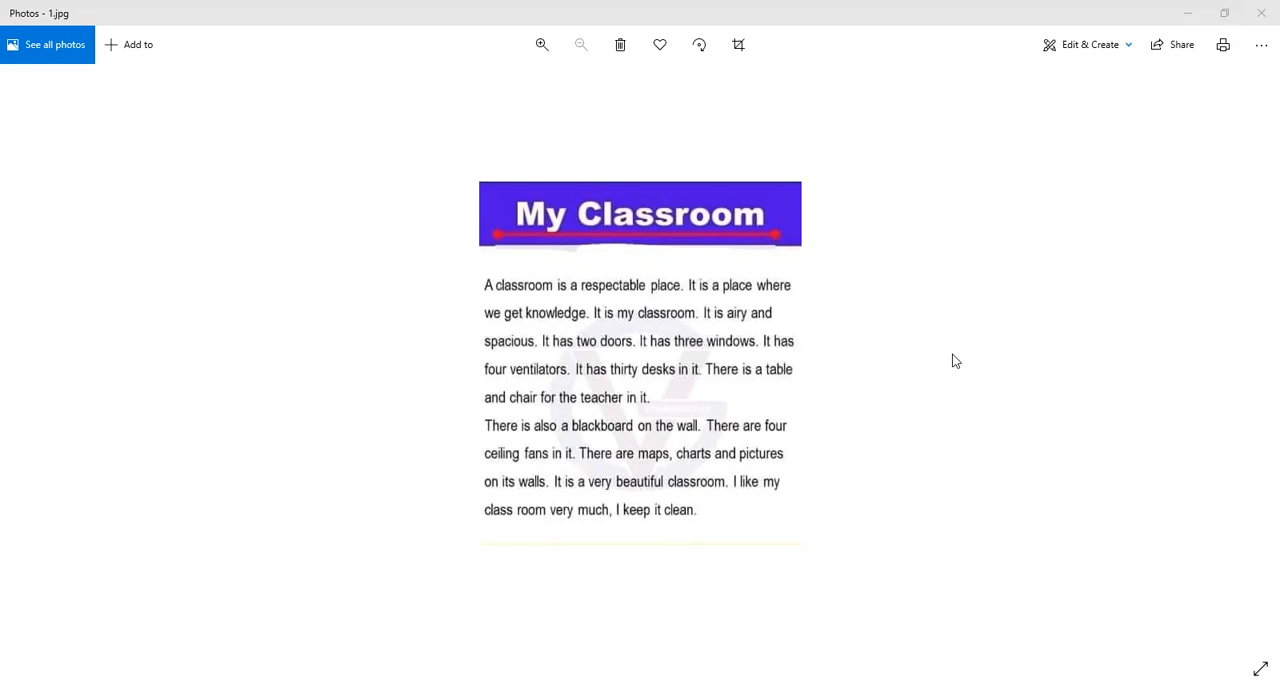 Photos - 1.jpg
See all photos
Add to
Edit & Create
Share
My Classroom
A classroom is a respectable place. It is a place where
we get knowledge. It is my classroom. It is airy and
spacious. It has two doors. It has three windows. It has
four ventilators. It has thirty desks in it. There is a table
and chair for the teacher in it.
There is also a blackboard on the wall. There are four
ceiling fans in it. There are maps, charts and pictures
on its walls. It is a very beautiful classroom. I like my
class room very much, I keep it clean.